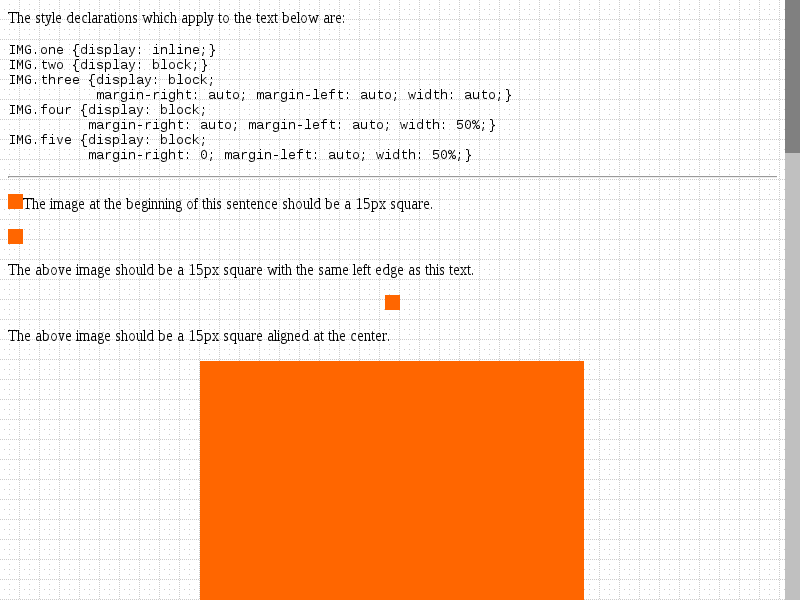 The style declarations which apply to the text below are:
IMG.one {display: inline;}
IMG.two {display: block;}
IMG.three {display: block;
margin-right: auto; margin-left: auto; width: auto;}
IMG.four {display: block;
margin-right: auto; margin-left: auto; width: 50%;}
IMG.five {display: block;
margin-right: 0; margin-left: auto; width: 50%;}
The image at the beginning of this sentence should be a 15px square.
The above image should be a 15px square with the same left edge as this text.
The above image should be a 15px square aligned at the center.